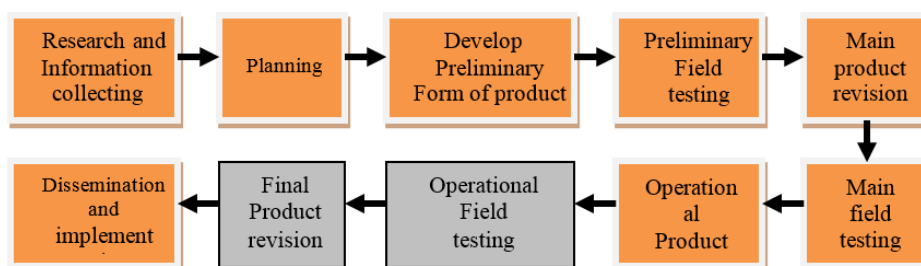 Research and
Information
collecting
Planning
Develop
Preliminary
Form of product
Preliminary
Field
testing
Main
product
revision
Main
field
testing
Operation
al
Product
Operational
Field
testing
Final
Product
revision
Dissemination
and
implement